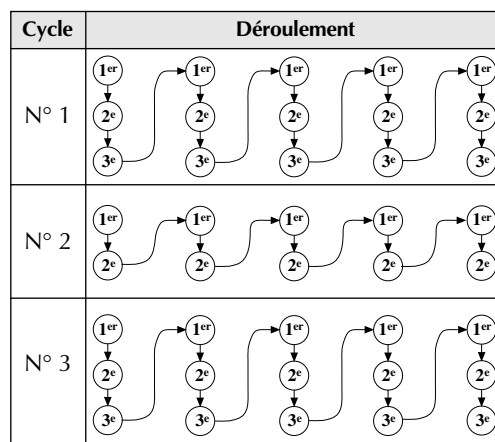 Cycle Déroulement
1er 1er 1er 1er 1er
N° 1 2e 2e 2e 2e 2e
3e 3e 3e 3e 3e
1er 1er 1er 1er 1er
N° 2
2e 2e 2e 2e 2e
1er 1er 1er 1er 1er
N° 3 2e 2e 2e 2e 2e
3e 3e 3e 3e 3e